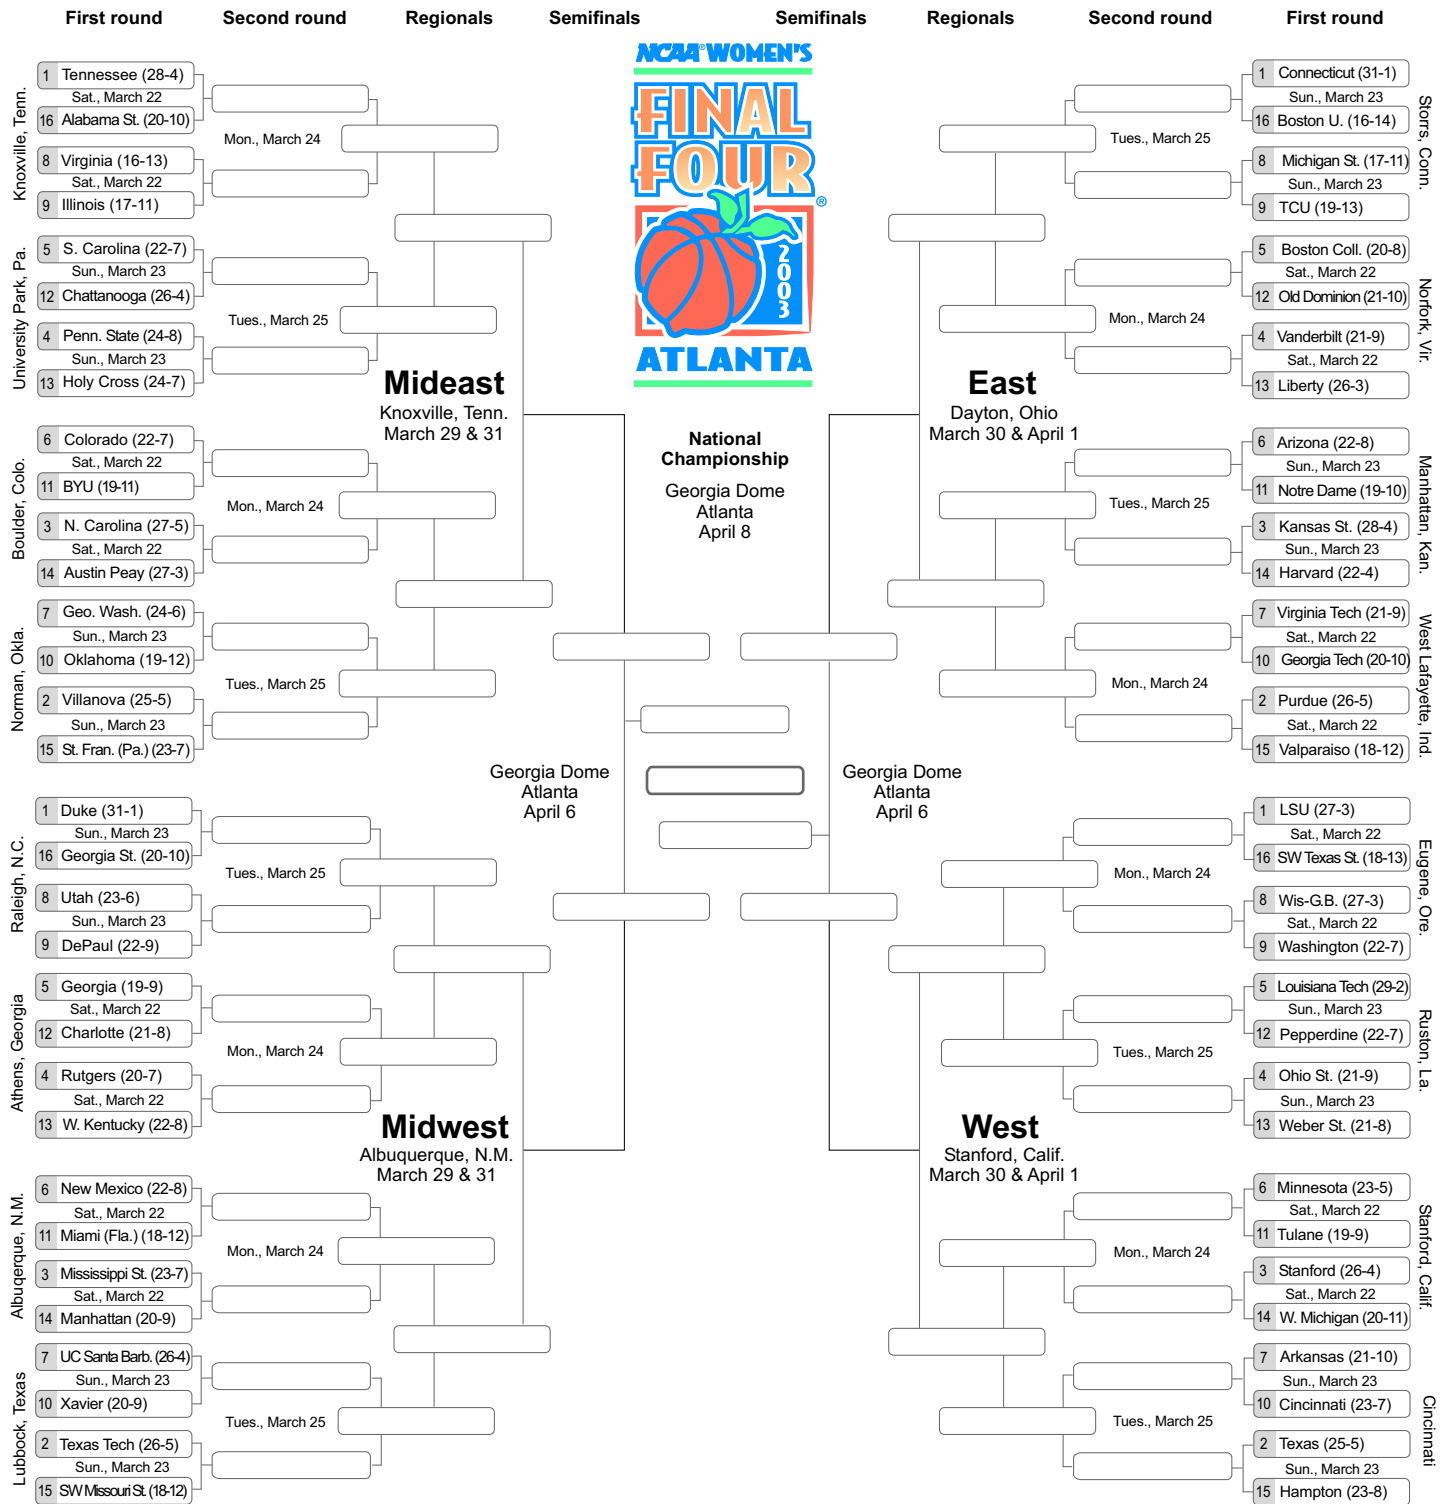 First round
Second round
Regionals
Semifinals
Semifinals
Regionals
Second round
First round
NCAA® WOMEN'S
FINAL
FOUR®
2003
ATLANTA
Knoxville, Tenn.
1 Tennessee (28-4)
Sat., March 22
16 Alabama St. (20-10)
Mon., March 24
8 Virginia (16-13)
Sat., March 22
9 Illinois (17-11)
University Park, Pa.
5 S. Carolina (22-7)
Sun., March 23
12 Chattanooga (26-4)
Tues., March 25
4 Penn. State (24-8)
Sun., March 23
13 Holy Cross (24-7)
Mideast
Knoxville, Tenn.
March 29 & 31
Boulder, Colo.
6 Colorado (22-7)
Sat., March 22
11 BYU (19-11)
Mon., March 24
3 N. Carolina (27-5)
Sat., March 22
14 Austin Peay (27-3)
Norman, Okla.
7 Geo. Wash. (24-6)
Sun., March 23
10 Oklahoma (19-12)
Tues., March 25
2 Villanova (25-5)
Sun., March 23
15 St. Fran. (Pa.) (23-7)
Raleigh, N.C.
1 Duke (31-1)
Sun., March 23
16 Georgia St. (20-10)
Tues., March 25
8 Utah (23-6)
Sun., March 23
9 DePaul (22-9)
Athens, Georgia
5 Georgia (19-9)
Sat., March 22
12 Charlotte (21-8)
Mon., March 24
4 Rutgers (20-7)
Sat., March 22
13 W. Kentucky (22-8)
Midwest
Albuquerque, N.M.
March 29 & 31
Albuqerque, N.M.
6 New Mexico (22-8)
Sat., March 22
11 Miami (Fla.) (18-12)
Mon., March 24
3 Mississippi St. (23-7)
Sat., March 22
14 Manhattan (20-9)
Lubbock, Texas
7 UC Santa Barb. (26-4)
Sun., March 23
10 Xavier (20-9)
Tues., March 25
2 Texas Tech (26-5)
Sun., March 23
15 SW Missouri St. (18-12)
National
Championship
Georgia Dome
Atlanta
April 8
Georgia Dome
Atlanta
April 6
Georgia Dome
Atlanta
April 6
Storrs, Conn.
1 Connecticut (31-1)
Sun., March 23
16 Boston U. (16-14)
Tues., March 25
8 Michigan St. (17-11)
Sun., March 23
9 TCU (19-13)
Norfork, Vir.
5 Boston Coll. (20-8)
Sat., March 22
12 Old Dominion (21-10)
Mon., March 24
4 Vanderbilt (21-9)
Sat., March 22
13 Liberty (26-3)
East
Dayton, Ohio
March 30 & April 1
Manhattan, Kan.
6 Arizona (22-8)
Sun., March 23
11 Notre Dame (19-10)
Tues., March 25
3 Kansas St. (28-4)
Sun., March 23
14 Harvard (22-4)
West Lafayette, Ind.
7 Virginia Tech (21-9)
Sat., March 22
10 Georgia Tech (20-10)
Mon., March 24
2 Purdue (26-5)
Sat., March 22
15 Valparaiso (18-12)
Eugene, Ore.
1 LSU (27-3)
Sat., March 22
16 SW Texas St. (18-13)
Mon., March 24
8 Wis-G.B. (27-3)
Sat., March 22
9 Washington (22-7)
Ruston, La.
5 Louisiana Tech (29-2)
Sun., March 23
12 Pepperdine (22-7)
Tues., March 25
4 Ohio St. (21-9)
Sun., March 23
13 Weber St. (21-8)
West
Stanford, Calif.
March 30 & April 1
Stanford, Calif.
6 Minnesota (23-5)
Sat., March 22
11 Tulane (19-9)
Mon., March 24
3 Stanford (26-4)
Sat., March 22
14 W. Michigan (20-11)
Cincinnati
7 Arkansas (21-10)
Sun., March 23
10 Cincinnati (23-7)
Tues., March 25
2 Texas (25-5)
Sun., March 23
15 Hampton (23-8)